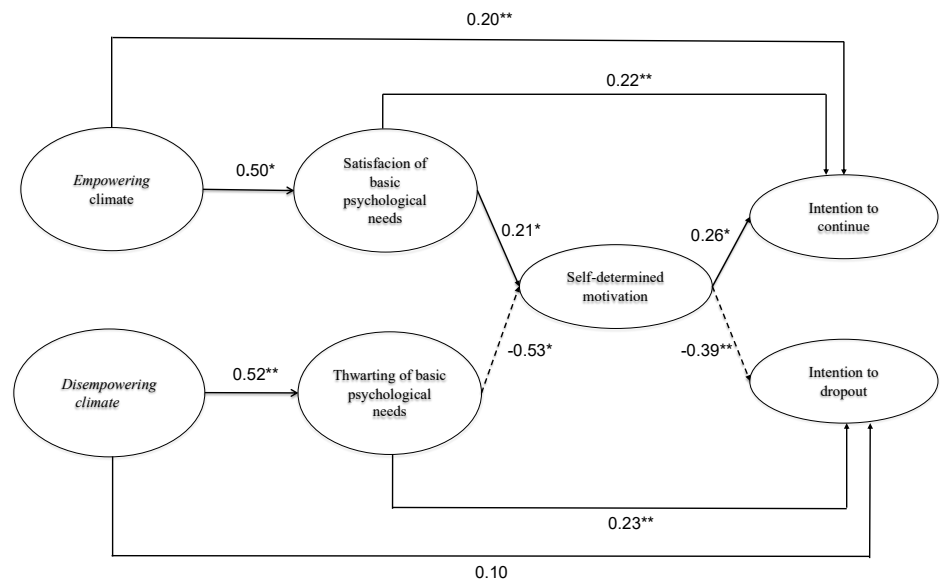 0.20**
0.22**
Empowering
climate
0.50*
Satisfacion of
basic
psychological
needs
0.21*
Self-determined
motivation
0.26*
Intention to
continue
Disempowering
climate
0.52**
Thwarting of basic
psychological
needs
-0.53*
-0.39**
Intention to
dropout
0.23**
0.10